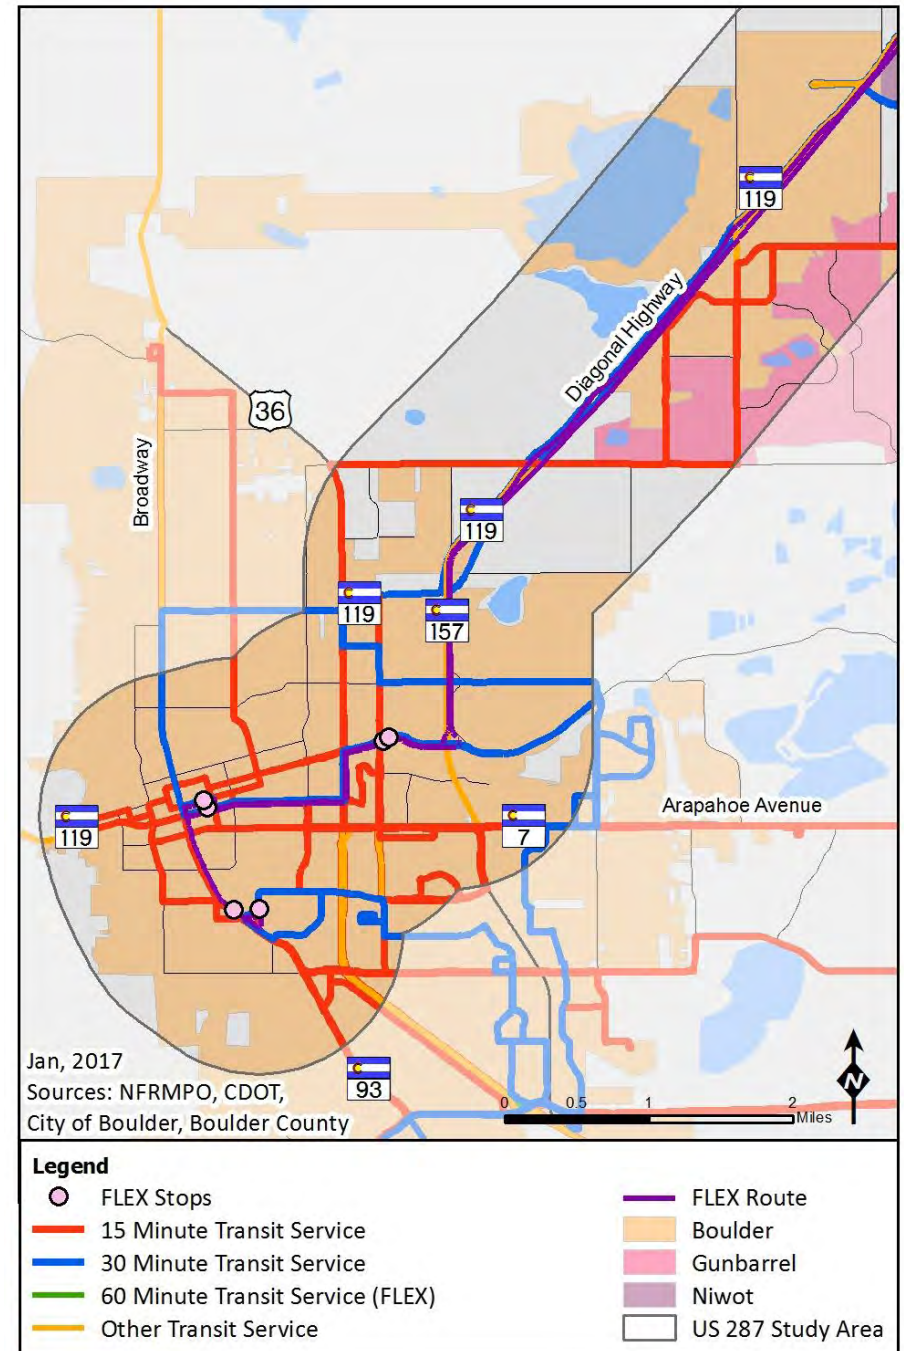 119
Diagonal Highway
36
Broadway
119
119
157
Arapahoe Avenue
119
7
Jan, 2017
Sources: NFRMPO, CDOT,
City of Boulder, Boulder County
93
N
0 0.5 1 2
Miles
Legend
FLEX Stops
15 Minute Transit Service
30 Minute Transit Service
60 Minute Transit Service (FLEX)
Other Transit Service
FLEX Route
Boulder
Gunbarrel
Niwot
US 287 Study Area